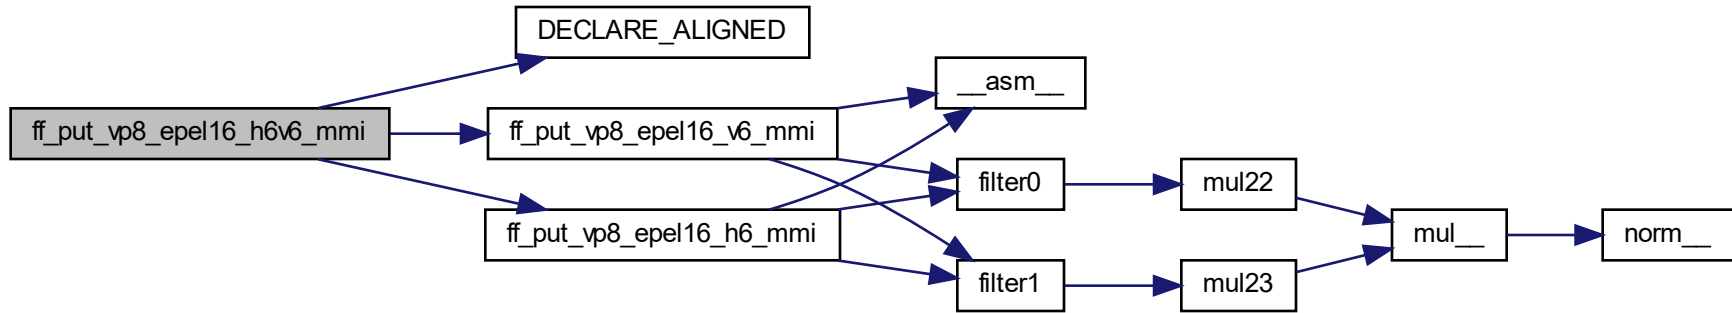 DECLARE_ALIGNED
__asm__
ff_put_vp8_epel16_h6v6_mmi
ff_put_vp8_epel16_v6_mmi
filter0
mul22
ff_put_vp8_epel16_h6_mmi
mul__
norm__
filter1
mul23